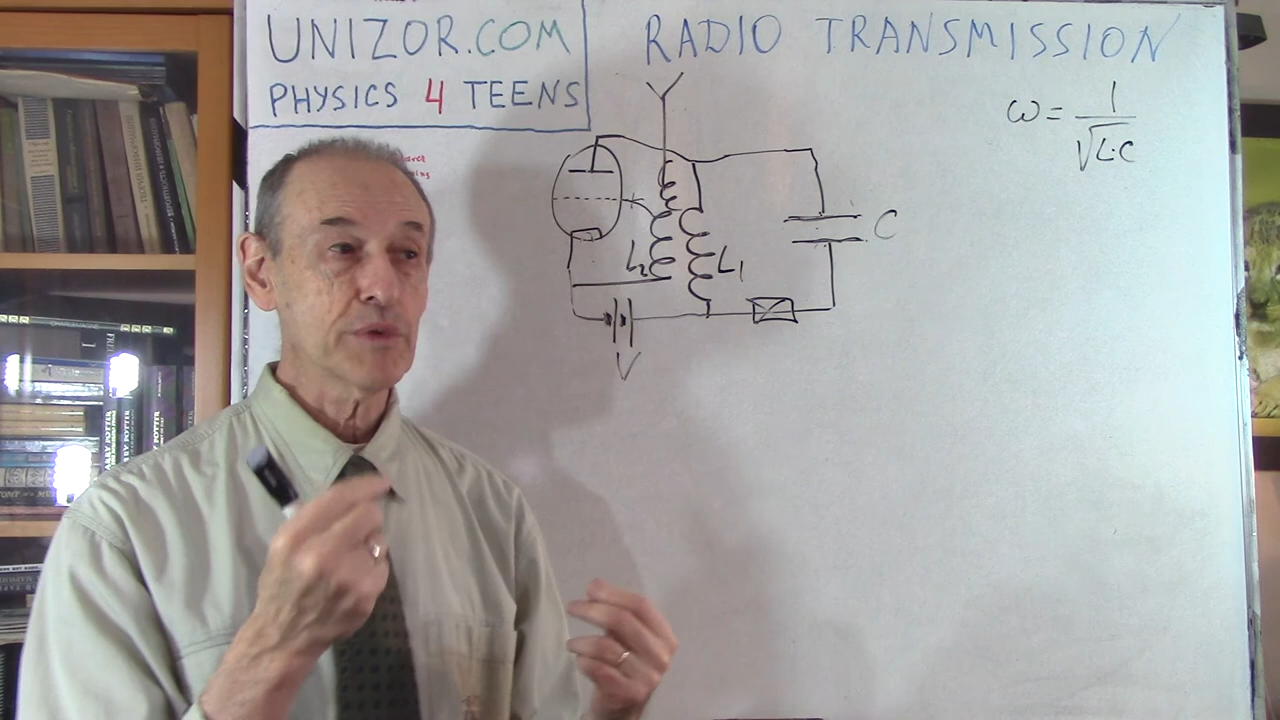 UNIZOR.COM
PHYSICS 4 TEENS
RADIO TRANSMISSION
ω = 1/√L·C
C
L₂
L₁
V